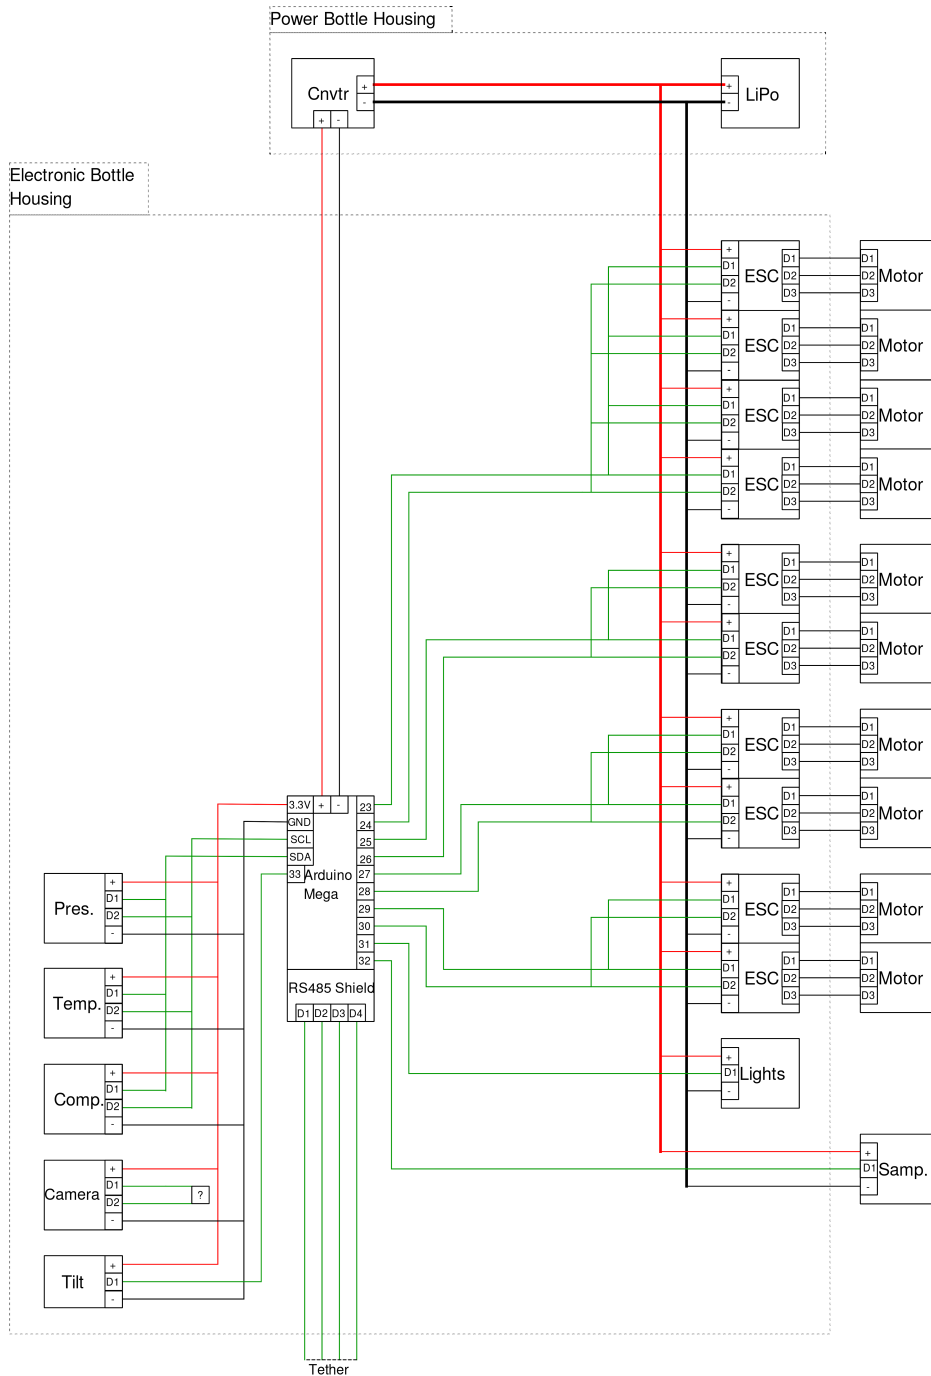 Power Bottle Housing
Cnvtr
+
-
+ -
+
-
LiPo
Electronic Bottle
Housing
+
D1
D2
-
ESC
D1
D2
D3
D1
D2
D3
Motor
+
D1
D2
-
ESC
D1
D2
D3
D1
D2
D3
Motor
+
D1
D2
-
ESC
D1
D2
D3
D1
D2
D3
Motor
+
D1
D2
-
ESC
D1
D2
D3
D1
D2
D3
Motor
+
D1
D2
-
ESC
D1
D2
D3
D1
D2
D3
Motor
+
D1
D2
-
ESC
D1
D2
D3
D1
D2
D3
Motor
+
D1
D2
-
ESC
D1
D2
D3
D1
D2
D3
Motor
+
D1
D2
-
ESC
D1
D2
D3
D1
D2
D3
Motor
3.3V + -
GND
SCL
SDA
33
Arduino
Mega
23
24
25
26
27
28
29
30
31
32
RS485 Shield
D1 D2 D3 D4
Pres.
+
D1
D2
-
Temp.
+
D1
D2
-
Comp.
+
D1
D2
-
Camera
+
D1
D2
-
?
Tilt
+
D1
-
+
D1
D2
-
ESC
D1
D2
D3
D1
D2
D3
Motor
+
D1
D2
-
ESC
D1
D2
D3
D1
D2
D3
Motor
+
D1
-
Lights
+
D1
-
Samp.
Tether